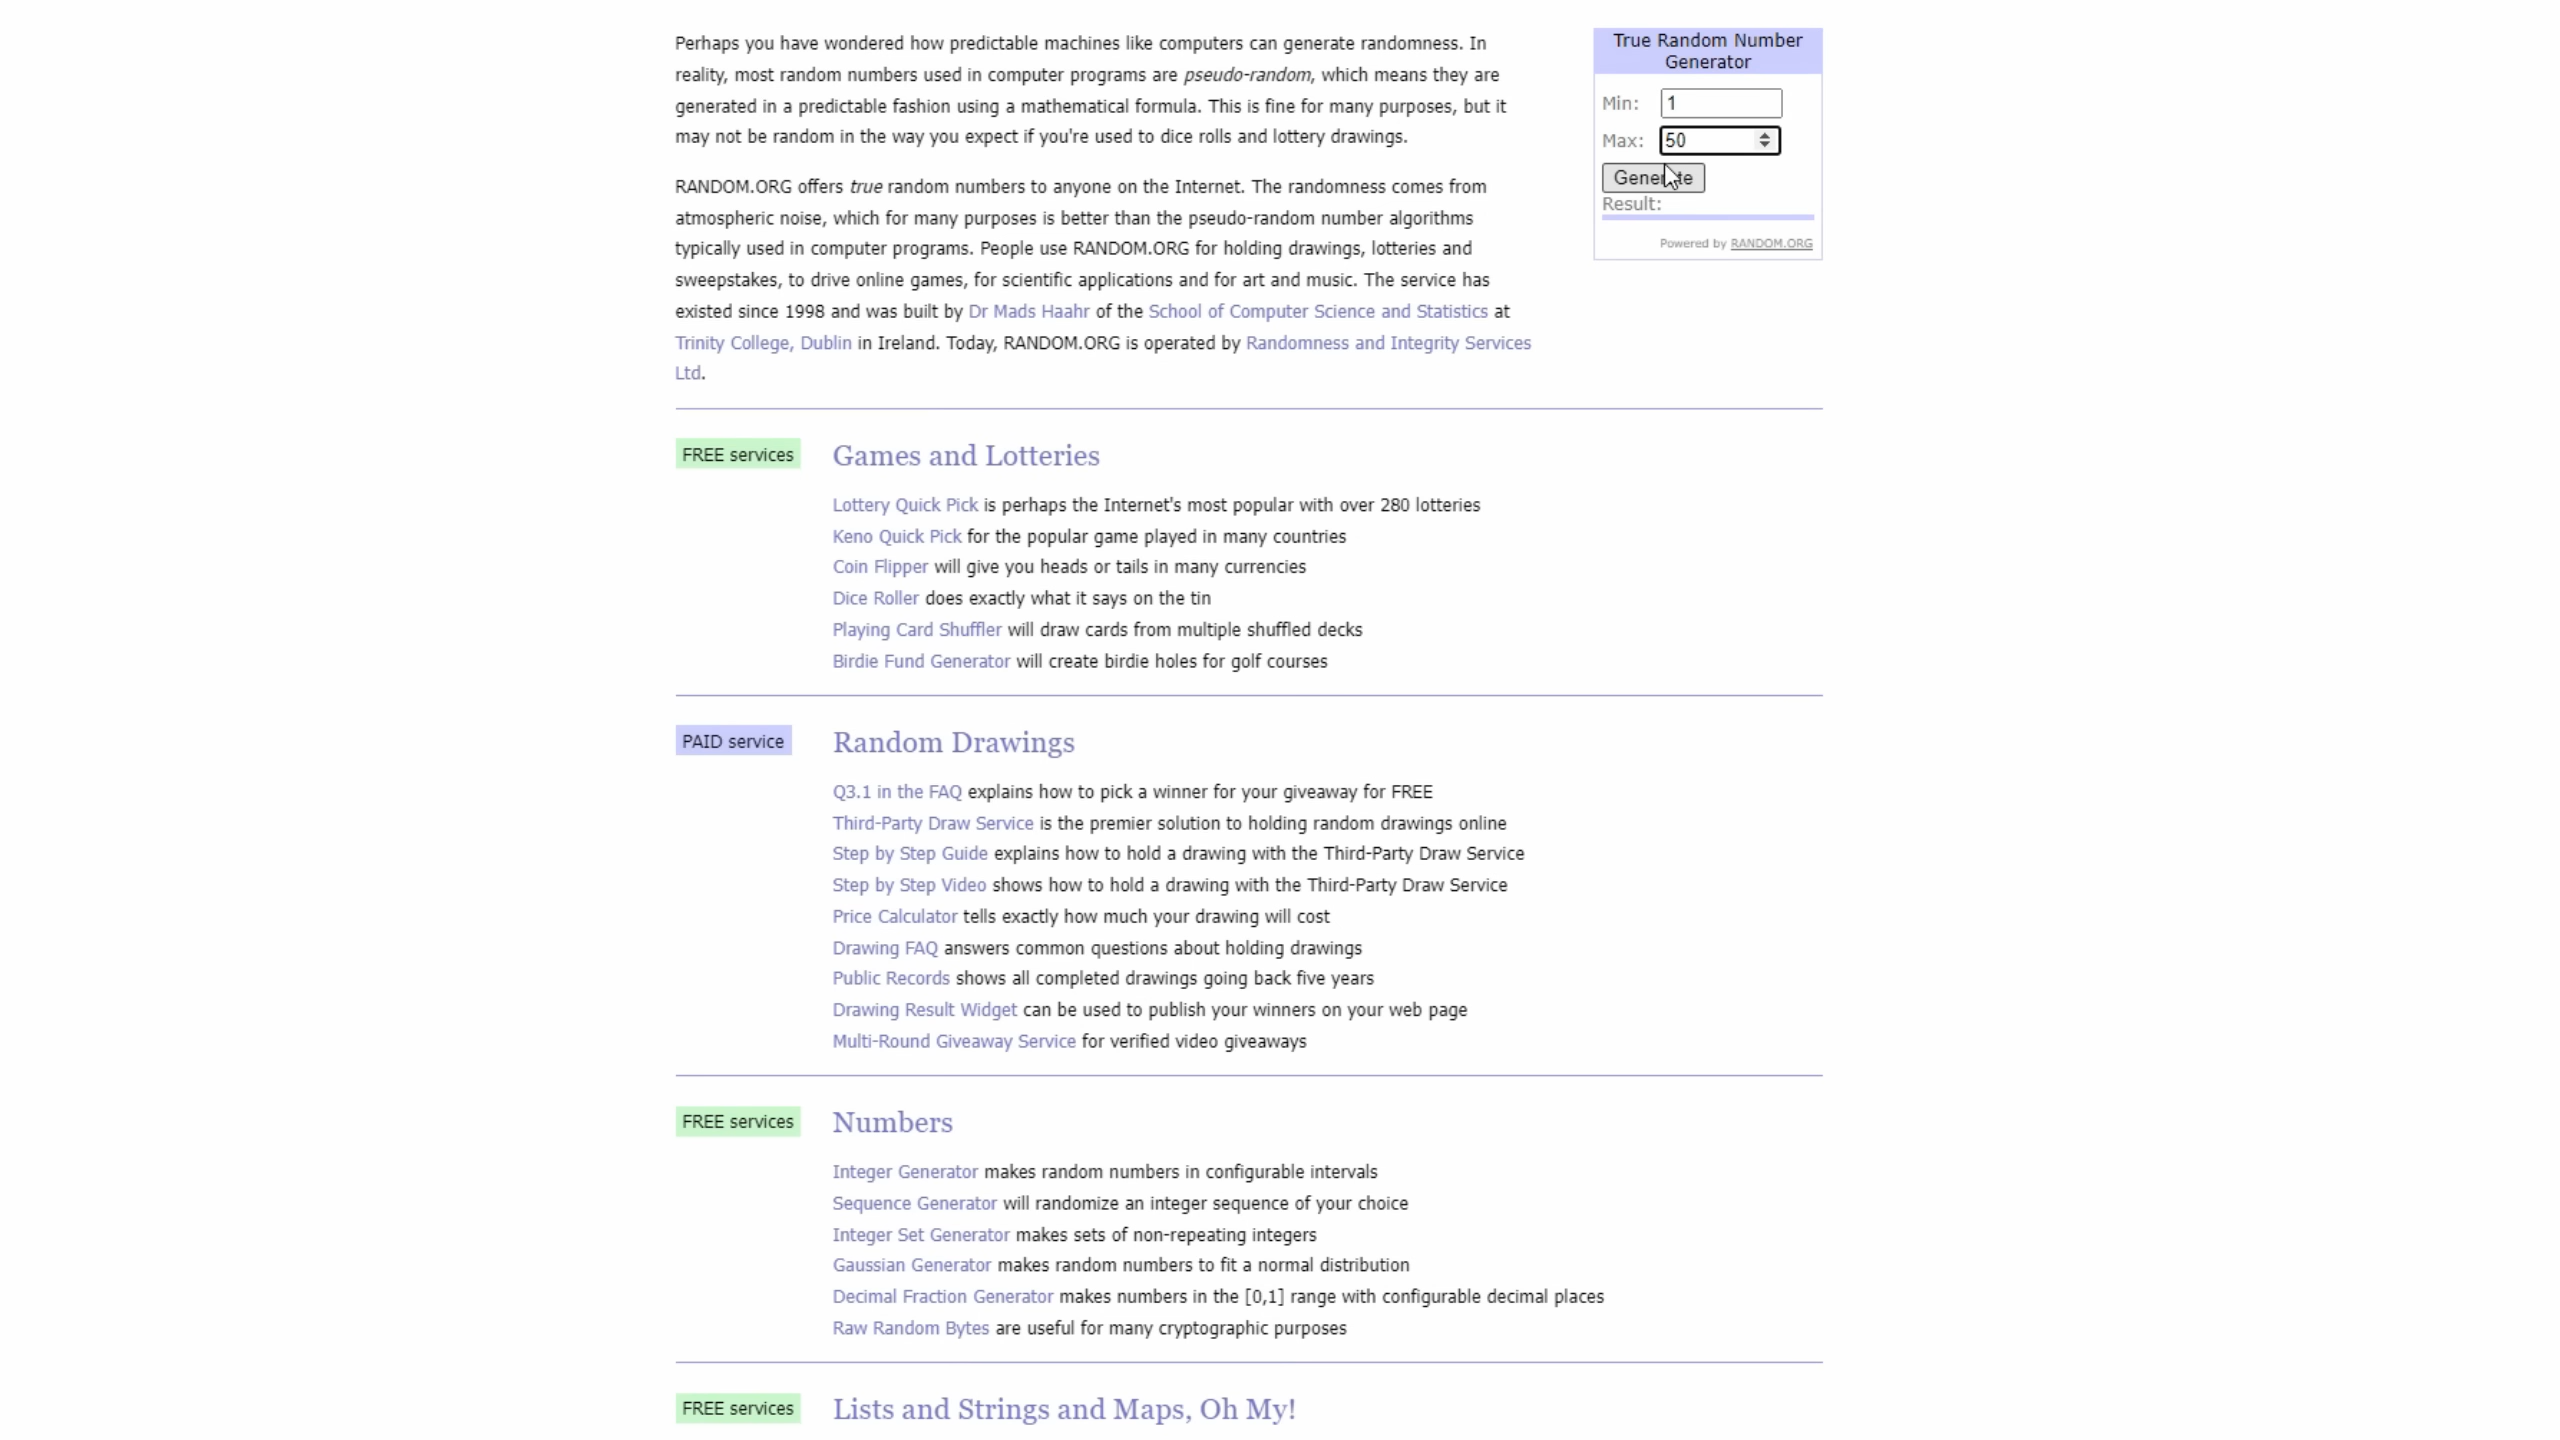 Perhaps you have wondered how predictable machines like computers can generate randomness. In
reality, most random numbers used in computer programs are pseudo-random, which means they are
generated in a predictable fashion using a mathematical formula. This is fine for many purposes, but it
may not be random in the way you expect if you're used to dice rolls and lottery drawings.
RANDOM.ORG offers true random numbers to anyone on the Internet. The randomness comes from
atmospheric noise, which for many purposes is better than the pseudo-random number algorithms
typically used in computer programs. People use RANDOM.ORG for holding drawings, lotteries and
sweepstakes, to drive online games, for scientific applications and for art and music. The service has
existed since 1998 and was built by Dr Mads Haahr of the School of Computer Science and Statistics at
Trinity College, Dublin in Ireland. Today, RANDOM.ORG is operated by Randomness and Integrity Services
Ltd.
True Random Number
Generator
Min: 1
Max: 50
Generate
Result:
Powered by RANDOM.ORG
FREE services
Games and Lotteries
Lottery Quick Pick is perhaps the Internet's most popular with over 280 lotteries
Keno Quick Pick for the popular game played in many countries
Coin Flipper will give you heads or tails in many currencies
Dice Roller does exactly what it says on the tin
Playing Card Shuffler will draw cards from multiple shuffled decks
Birdie Fund Generator will create birdie holes for golf courses
PAID service
Random Drawings
Q3.1 in the FAQ explains how to pick a winner for your giveaway for FREE
Third-Party Draw Service is the premier solution to holding random drawings online
Step by Step Guide explains how to hold a drawing with the Third-Party Draw Service
Step by Step Video shows how to hold a drawing with the Third-Party Draw Service
Price Calculator tells exactly how much your drawing will cost
Drawing FAQ answers common questions about holding drawings
Public Records shows all completed drawings going back five years
Drawing Result Widget can be used to publish your winners on your web page
Multi-Round Giveaway Service for verified video giveaways
FREE services
Numbers
Integer Generator makes random numbers in configurable intervals
Sequence Generator will randomize an integer sequence of your choice
Integer Set Generator makes sets of non-repeating integers
Gaussian Generator makes random numbers to fit a normal distribution
Decimal Fraction Generator makes numbers in the [0,1] range with configurable decimal places
Raw Random Bytes are useful for many cryptographic purposes
FREE services
Lists and Strings and Maps, Oh My!